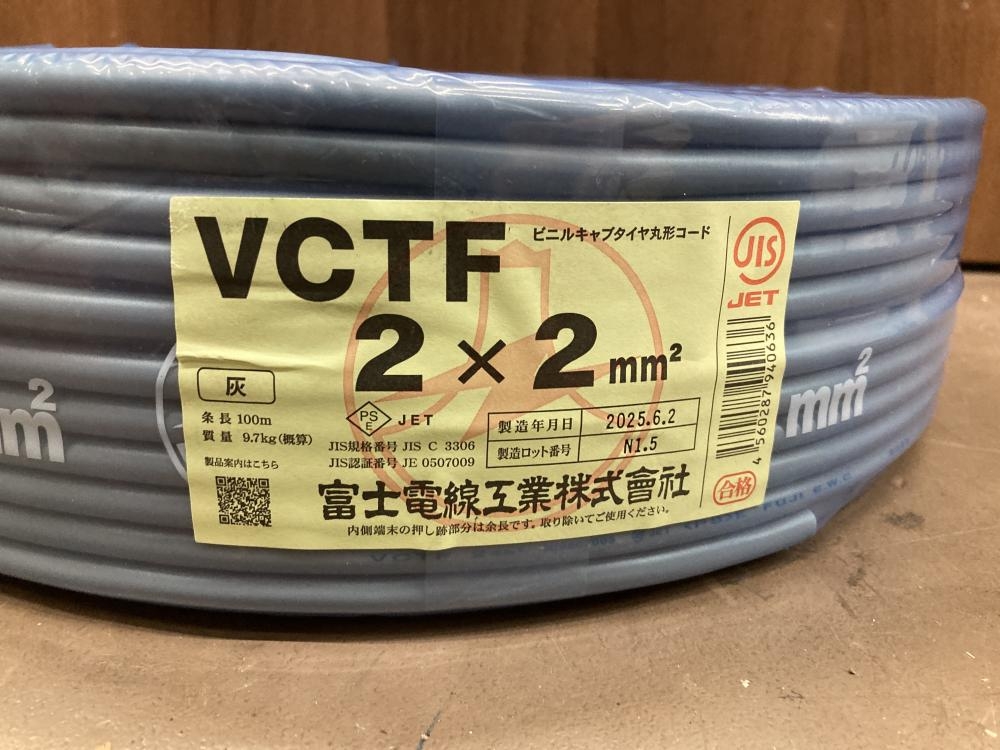 VCTF
ビニルキャブタイヤ丸形コード
2×2mm²
JIS
JET
灰
条長 100m
質量 9.7kg(概算)
製品案内はこちら
PS
E
JET
JIS規格番号 JIS C 3306
JIS認証番号 JE 0507009
製造年月日 2025.6.2
製造ロット番号 N1.5
富士電線工業株式會社
内側端末の押し跡部分は余長です。取り除いてご使用ください。
4560287940636
合格
mm²
mm²